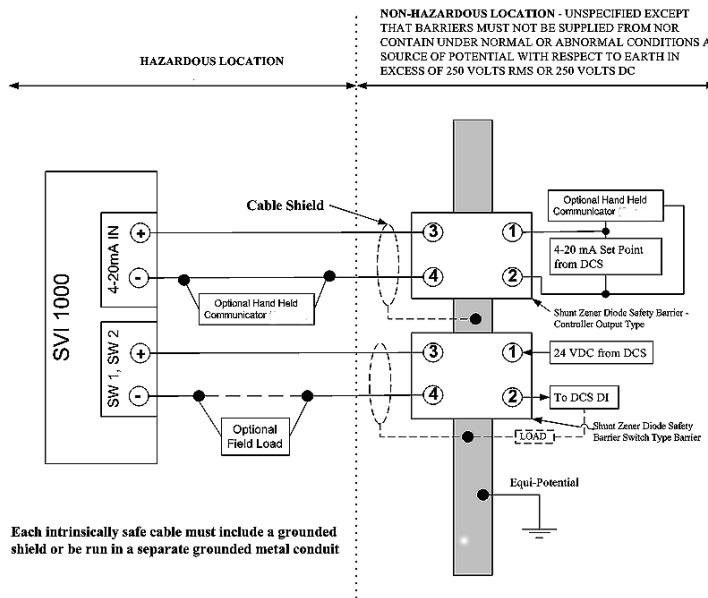 NON-HAZARDOUS LOCATION - UNSPECIFIED EXCEPT
THAT BARRIERS MUST NOT BE SUPPLIED FROM NOR
CONTAIN UNDER NORMAL OR ABNORMAL CONDITIONS A
SOURCE OF POTENTIAL WITH RESPECT TO EARTH IN
EXCESS OF 250 VOLTS RMS OR 250 VOLTS DC
HAZARDOUS LOCATION
SVI 1000
4-20mA IN
+
-
SW 1, SW 2
+
-
Cable Shield
Optional Hand Held
Communicator
Optional
Field Load
3
4
1
2
3
4
1
2
Optional Hand Held
Communicator
4-20 mA Set Point
from DCS
Shunt Zener Diode Safety Barrier -
Controller Output Type
24 VDC from DCS
To DCS DI
Shunt Zener Diode Safety
Barrier Switch Type Barrier
LOAD
Equi-Potential
Each intrinsically safe cable must include a grounded
shield or be run in a separate grounded metal conduit